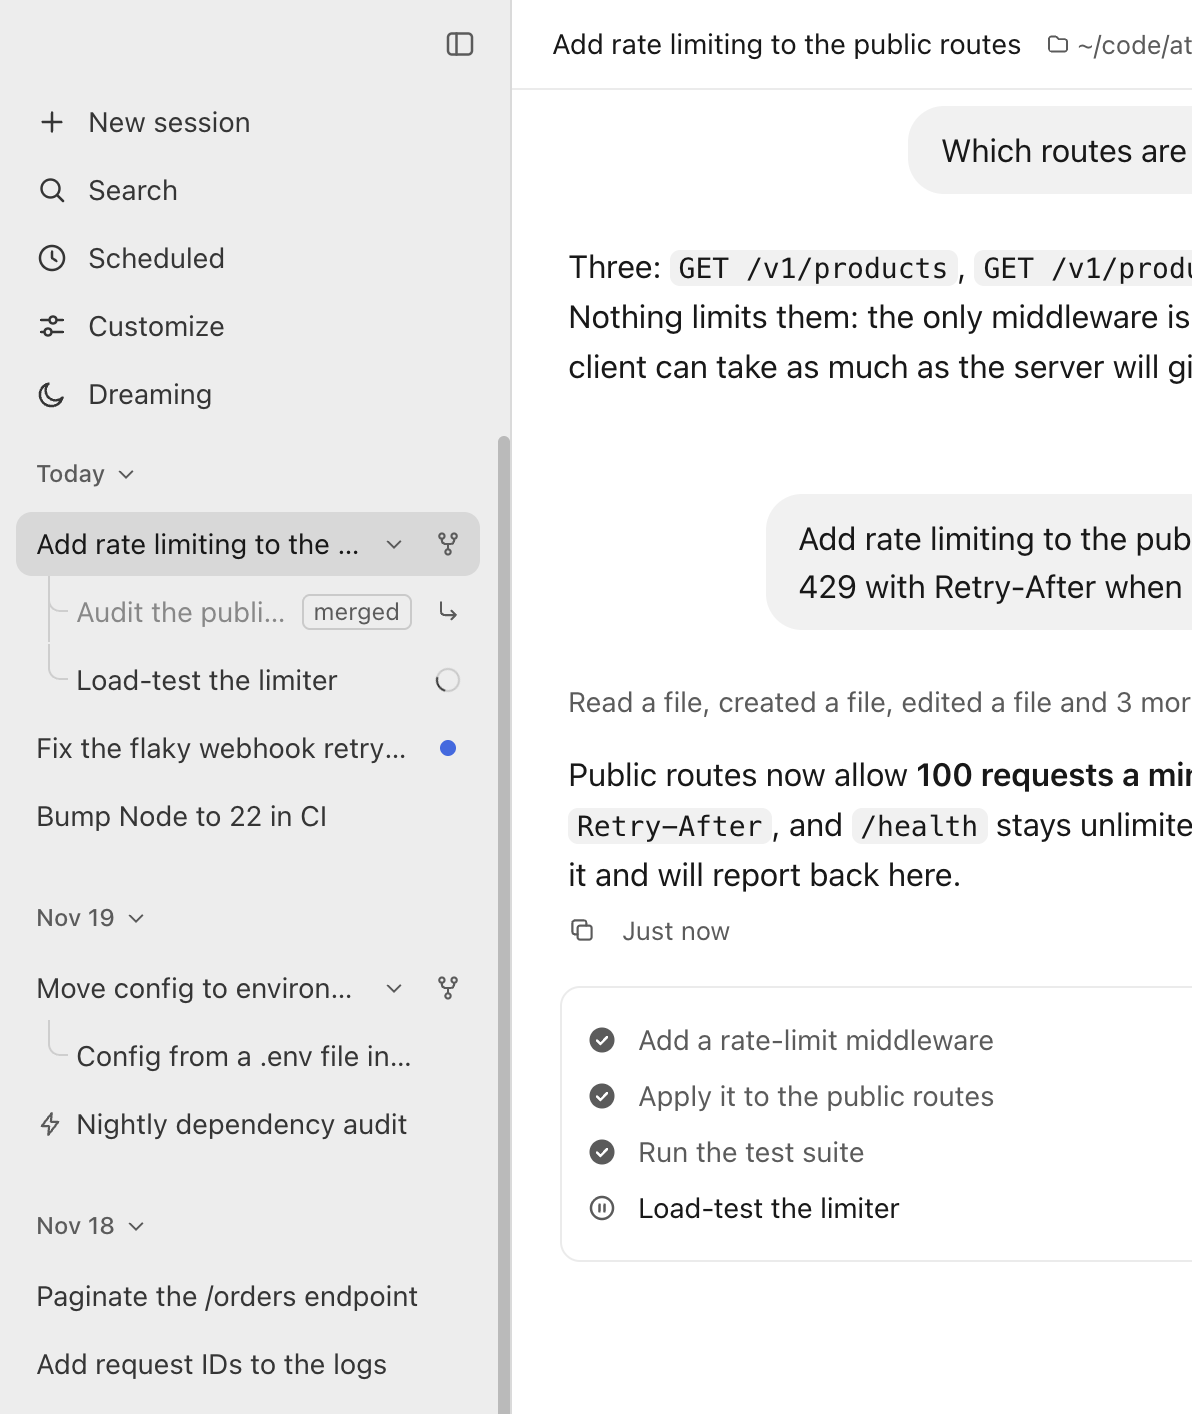 New session
Search
Scheduled
Customize
Dreaming
Today
Add rate limiting to the ...
Audit the publi... merged
Load-test the limiter
Fix the flaky webhook retry...
Bump Node to 22 in CI
Nov 19
Move config to environ...
Config from a .env file in...
Nightly dependency audit
Nov 18
Paginate the /orders endpoint
Add request IDs to the logs
Add rate limiting to the public routes ~/code/at
Which routes are
Three: GET /v1/products, GET /v1/produ
Nothing limits them: the only middleware is
client can take as much as the server will gi
Add rate limiting to the pub
429 with Retry-After when
Read a file, created a file, edited a file and 3 mor
Public routes now allow 100 requests a min
Retry-After, and /health stays unlimite
it and will report back here.
Just now
Add a rate-limit middleware
Apply it to the public routes
Run the test suite
Load-test the limiter